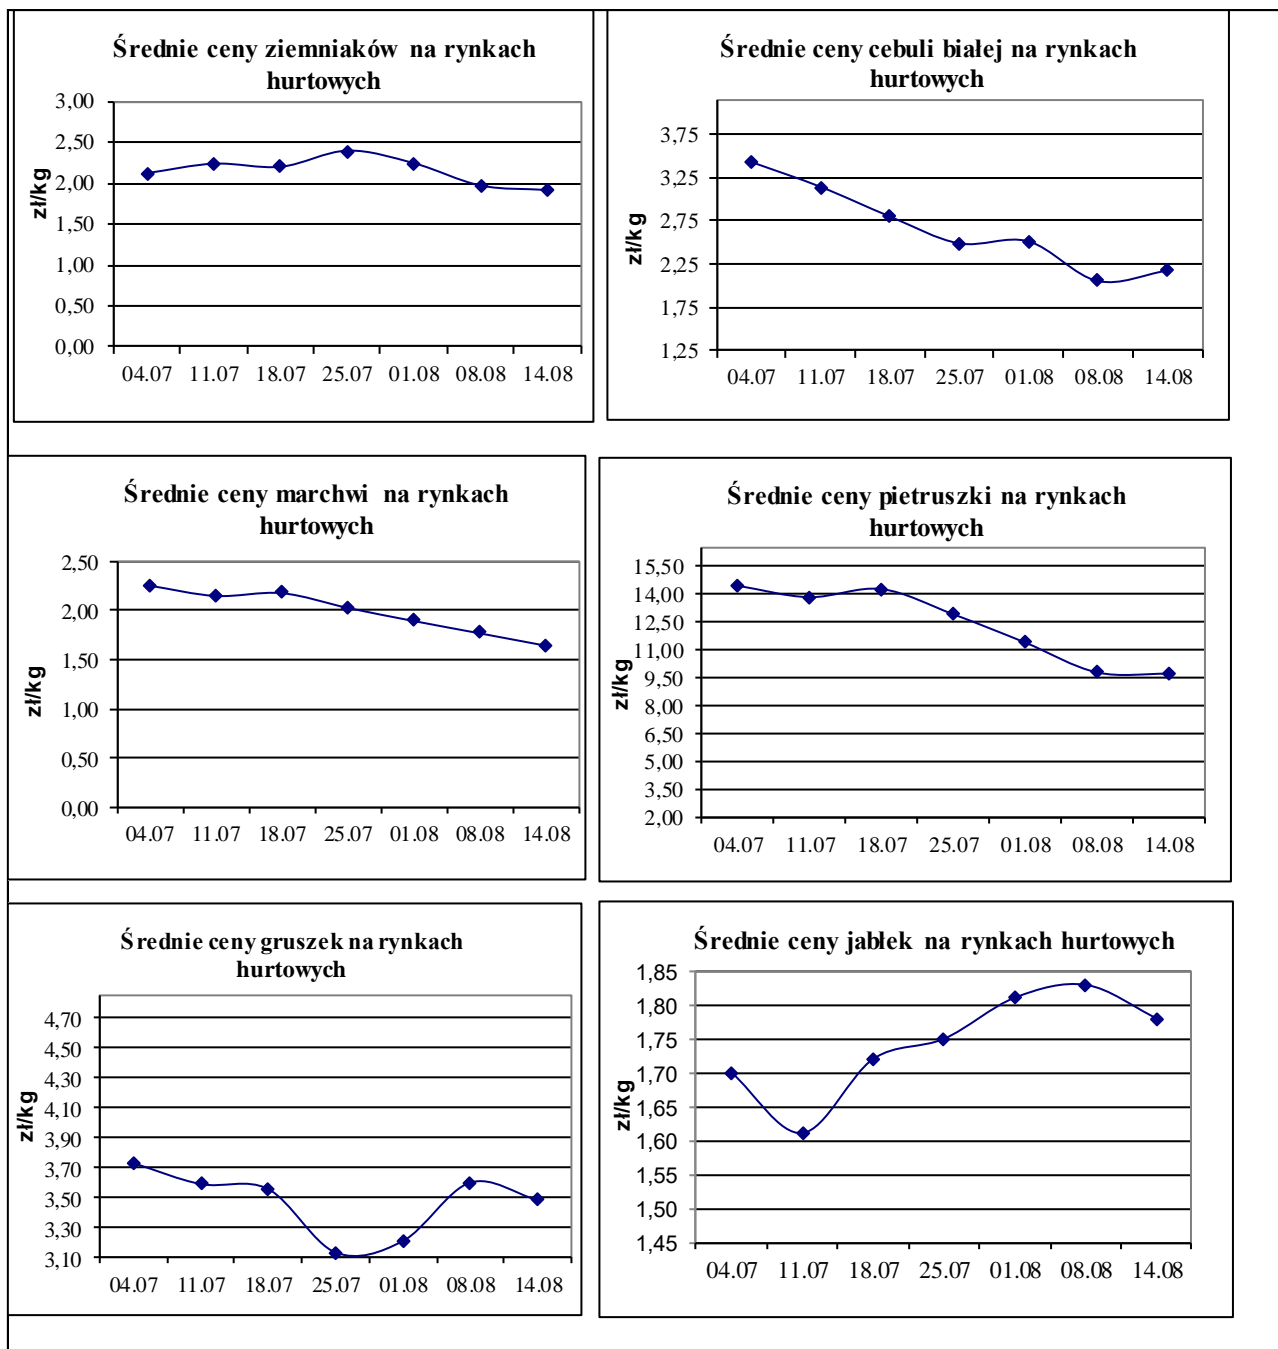 Średnie ceny ziemniaków na rynkach
hurtowych
3,00
2,50
2,00
1,50
1,00
0,50
0,00
zł/kg
04.07 11.07 18.07 25.07 01.08 08.08 14.08
Średnie ceny cebuli białej na rynkach
hurtowych
3,75
3,25
2,75
2,25
1,75
1,25
zł/kg
04.07 11.07 18.07 25.07 01.08 08.08 14.08
Średnie ceny marchwi na rynkach
hurtowych
2,50
2,00
1,50
1,00
0,50
0,00
zł/kg
04.07 11.07 18.07 25.07 01.08 08.08 14.08
Średnie ceny pietruszki na rynkach
hurtowych
15,50
14,00
12,50
11,00
9,50
8,00
6,50
5,00
3,50
2,00
zł/kg
04.07 11.07 18.07 25.07 01.08 08.08 14.08
Średnie ceny gruszek na rynkach
hurtowych
4,70
4,50
4,30
4,10
3,90
3,70
3,50
3,30
3,10
zł/kg
04.07 11.07 18.07 25.07 01.08 08.08 14.08
Średnie ceny jabłek na rynkach hurtowych
1,85
1,80
1,75
1,70
1,65
1,60
1,55
1,50
1,45
zł/kg
04.07 11.07 18.07 25.07 01.08 08.08 14.08